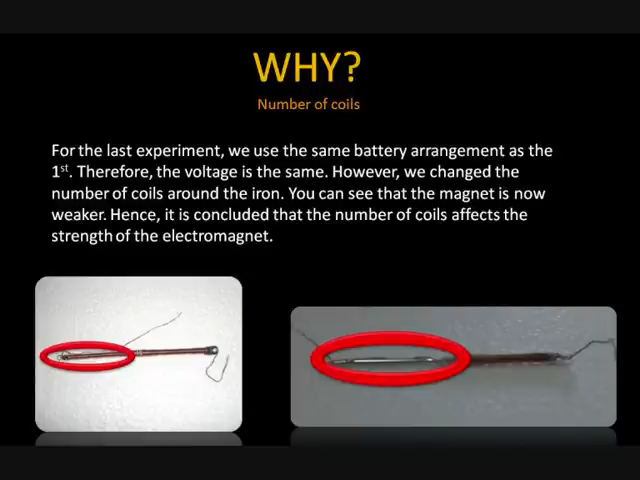 WHY?
Number of coils
For the last experiment, we use the same battery arrangement as the
1st. Therefore, the voltage is the same. However, we changed the
number of coils around the iron. You can see that the magnet is now
weaker. Hence, it is concluded that the number of coils affects the
strength of the electromagnet.